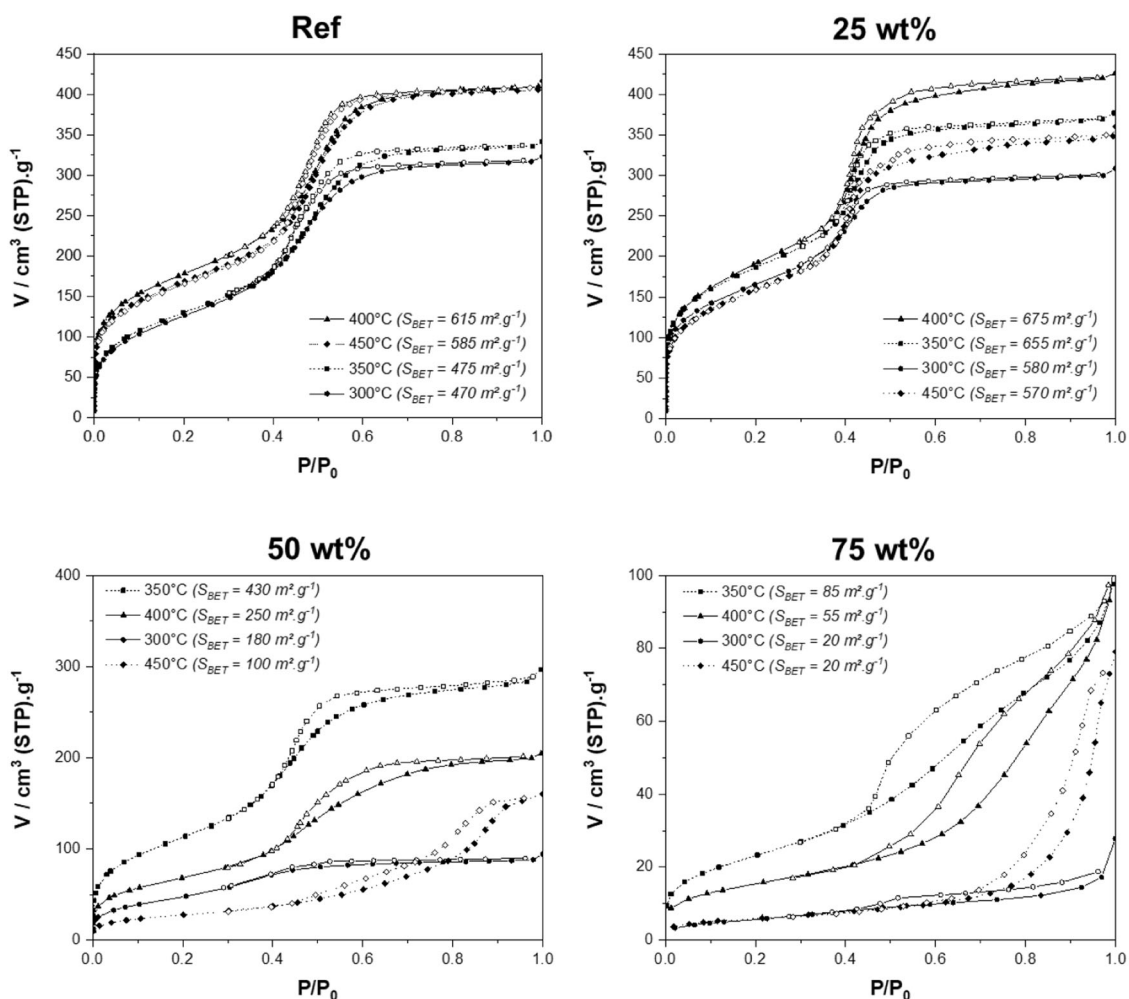 Ref
450
400
350
300
250
200
150
100
50
0
V / cm³ (STP).g⁻¹
400°C (S_BET = 615 m².g⁻¹)
450°C (S_BET = 585 m².g⁻¹)
350°C (S_BET = 475 m².g⁻¹)
300°C (S_BET = 470 m².g⁻¹)
0.0 0.2 0.4 0.6 0.8 1.0
P/P₀
25 wt%
450
400
350
300
250
200
150
100
50
0
V / cm³ (STP).g⁻¹
400°C (S_BET = 675 m².g⁻¹)
350°C (S_BET = 655 m².g⁻¹)
300°C (S_BET = 580 m².g⁻¹)
450°C (S_BET = 570 m².g⁻¹)
0.0 0.2 0.4 0.6 0.8 1.0
P/P₀
50 wt%
400
300
200
100
0
V / cm³ (STP).g⁻¹
350°C (S_BET = 430 m².g⁻¹)
400°C (S_BET = 250 m².g⁻¹)
300°C (S_BET = 180 m².g⁻¹)
450°C (S_BET = 100 m².g⁻¹)
0.0 0.2 0.4 0.6 0.8 1.0
P/P₀
75 wt%
100
80
60
40
20
0
V / cm³ (STP).g⁻¹
350°C (S_BET = 85 m².g⁻¹)
400°C (S_BET = 55 m².g⁻¹)
300°C (S_BET = 20 m².g⁻¹)
450°C (S_BET = 20 m².g⁻¹)
0.0 0.2 0.4 0.6 0.8 1.0
P/P₀